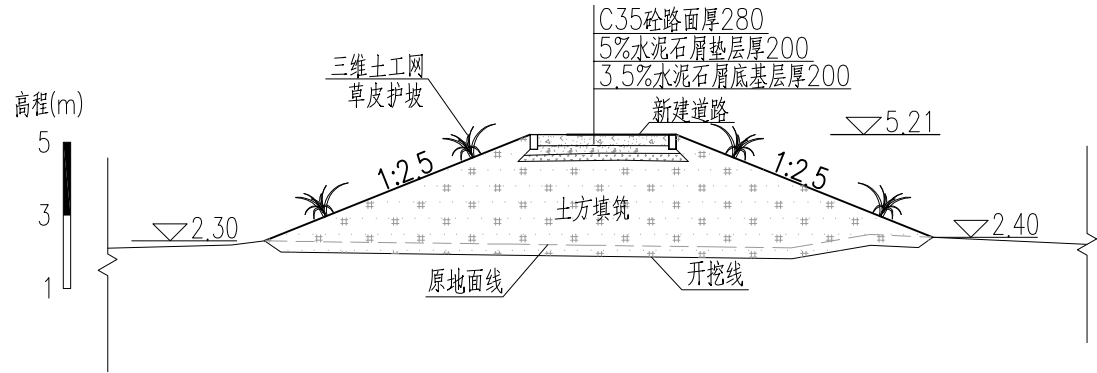 C35砼路面厚280
5%水泥石屑垫层厚200
3.5%水泥石屑底基层厚200
三维土工网
草皮护坡
新建道路
高程(m)
5
3
1
5.21
1:2.5
1:2.5
土方填筑
2.30
2.40
原地面线
开挖线